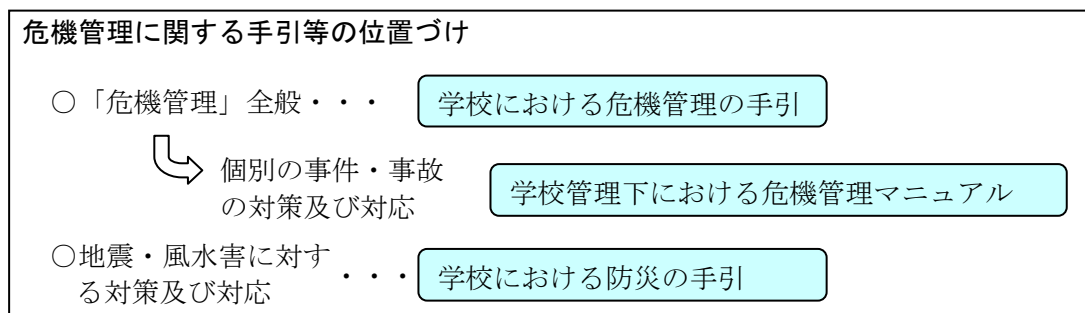 危機管理に関する手引等の位置づけ
○「危機管理」全般・・・ 学校における危機管理の手引
個別の事件・事故
の対策及び対応 学校管理下における危機管理マニュアル
○地震・風水害に対す
る対策及び対応 ・・・ 学校における防災の手引